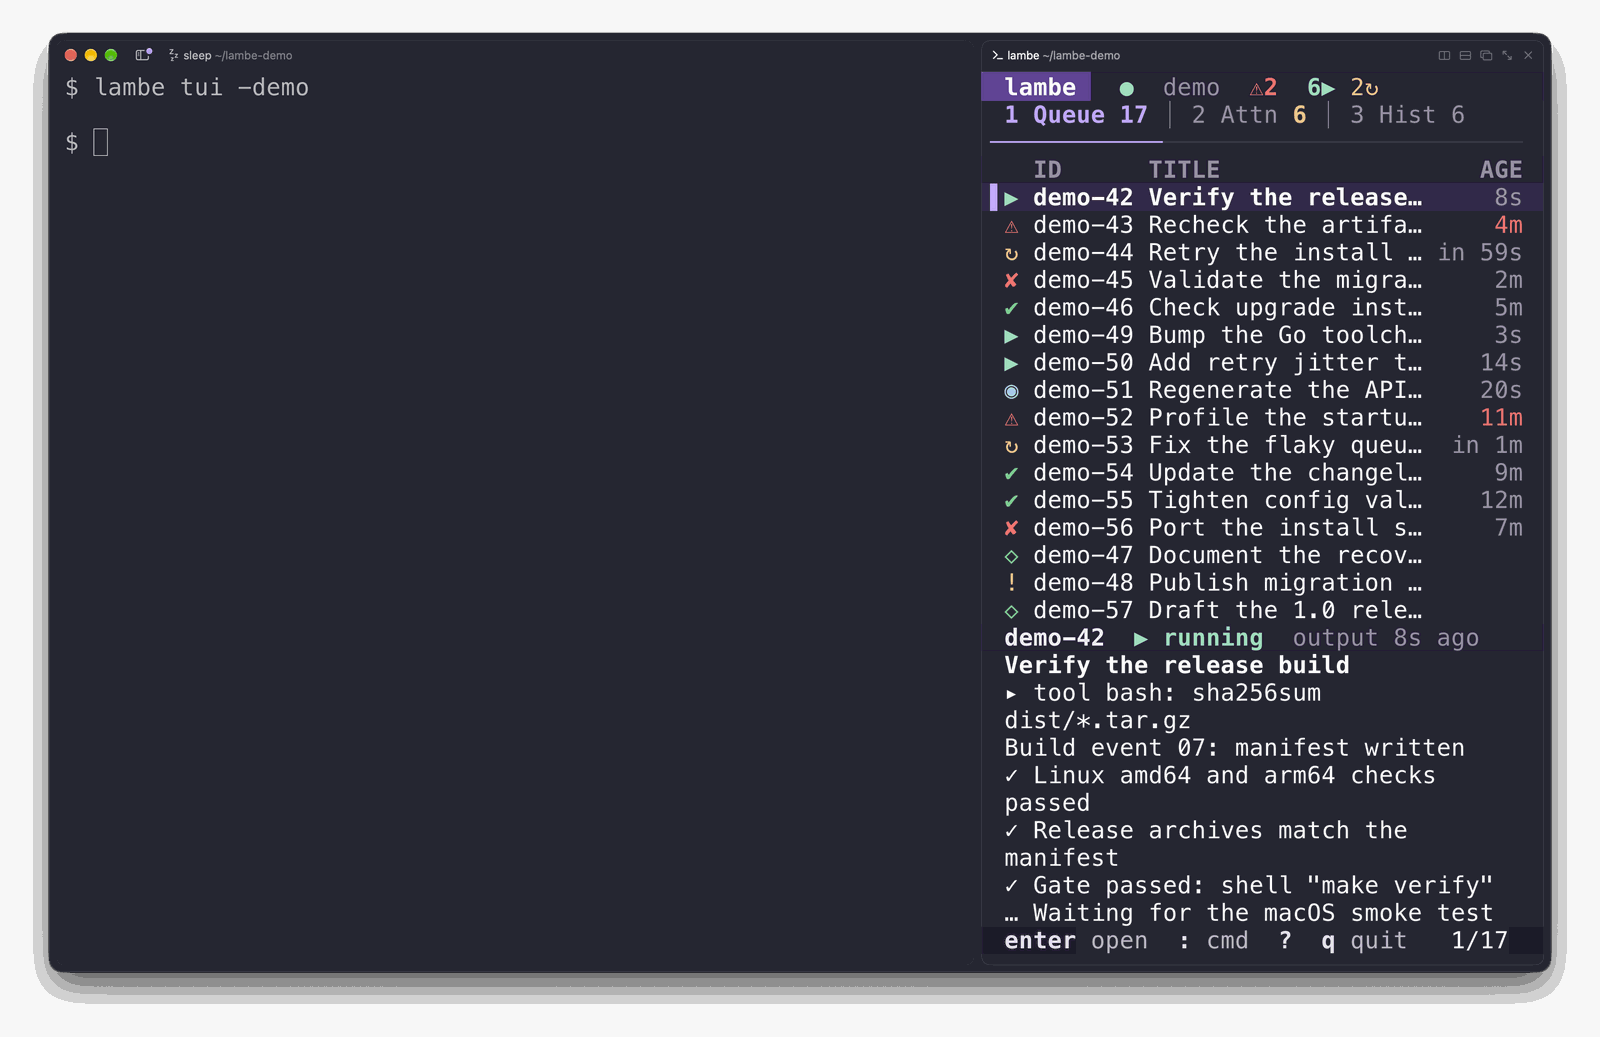 sleep ~/lambe-demo
$ lambe tui -demo
$
lambe ~/lambe-demo
lambe ● demo ⚠2 6▶ 2↻
1 Queue 17 │ 2 Attn 6 │ 3 Hist 6
ID TITLE AGE
▶ demo-42 Verify the release… 8s
⚠ demo-43 Recheck the artifa… 4m
↻ demo-44 Retry the install … in 59s
✘ demo-45 Validate the migra… 2m
✔ demo-46 Check upgrade inst… 5m
▶ demo-49 Bump the Go toolch… 3s
▶ demo-50 Add retry jitter t… 14s
◉ demo-51 Regenerate the API… 20s
⚠ demo-52 Profile the startu… 11m
↻ demo-53 Fix the flaky queu… in 1m
✔ demo-54 Update the changel… 9m
✔ demo-55 Tighten config val… 12m
✘ demo-56 Port the install s… 7m
◇ demo-47 Document the recov…
! demo-48 Publish migration …
◇ demo-57 Draft the 1.0 rele…
demo-42 ▶ running output 8s ago
Verify the release build
▸ tool bash: sha256sum
dist/*.tar.gz
Build event 07: manifest written
✓ Linux amd64 and arm64 checks
passed
✓ Release archives match the
manifest
✓ Gate passed: shell "make verify"
… Waiting for the macOS smoke test
enter open : cmd ? q quit 1/17